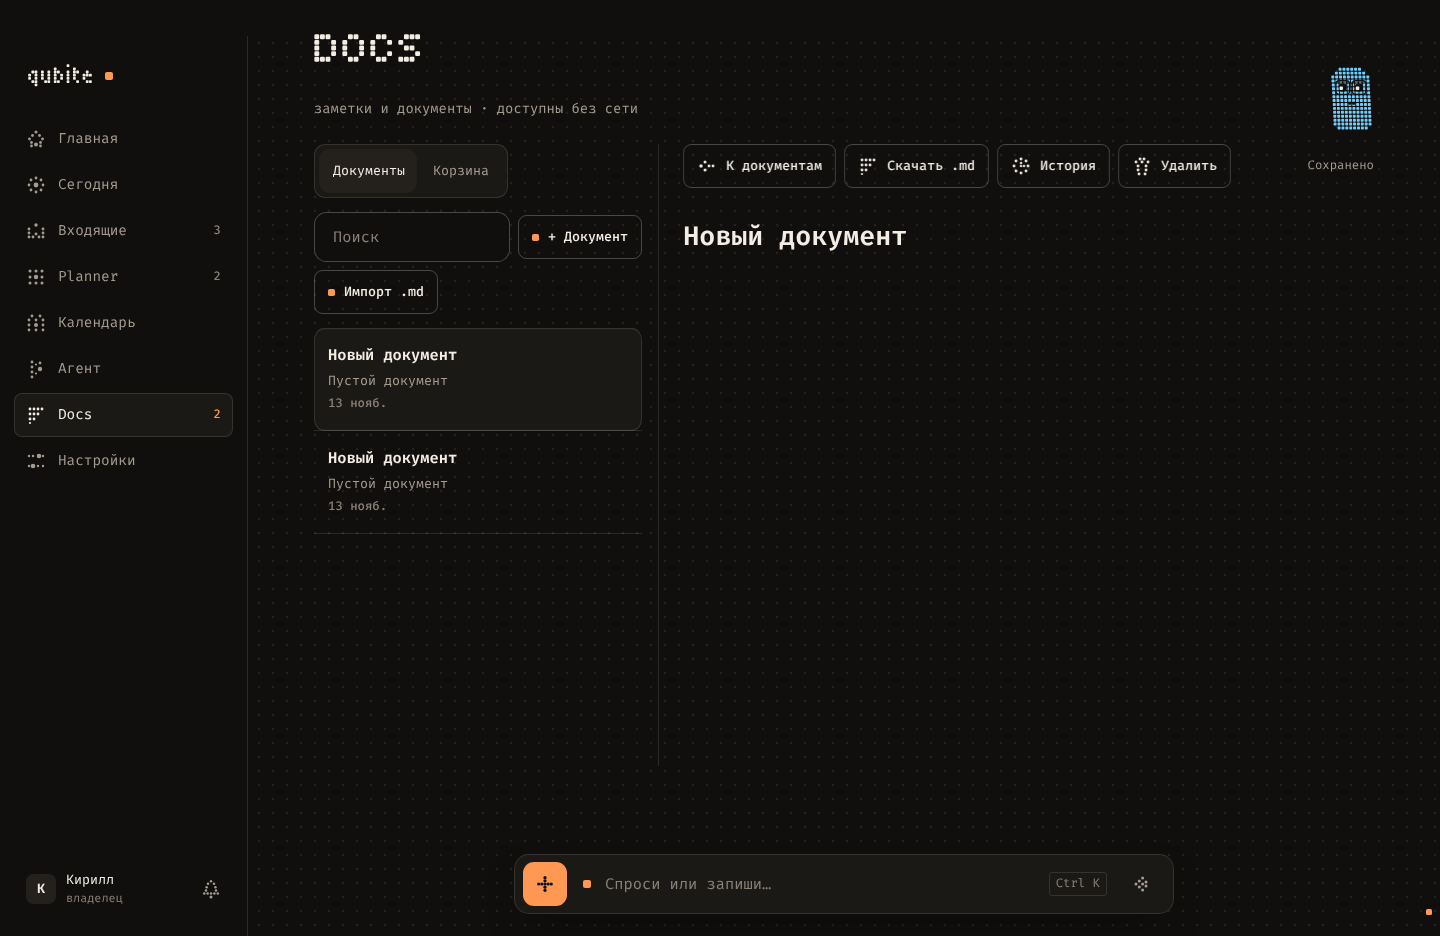 qubite
Главная
Сегодня
Входящие 3
Planner 2
Календарь
Агент
Docs 2
Настройки
К
Кирилл
владелец
DOCS
заметки и документы · доступны без сети
Документы Корзина
Поиск
+ Документ
Импорт .md
Новый документ
Пустой документ
13 нояб.
Новый документ
Пустой документ
13 нояб.
К документам Скачать .md История Удалить Сохранено
Новый документ
Спроси или запиши… Ctrl K